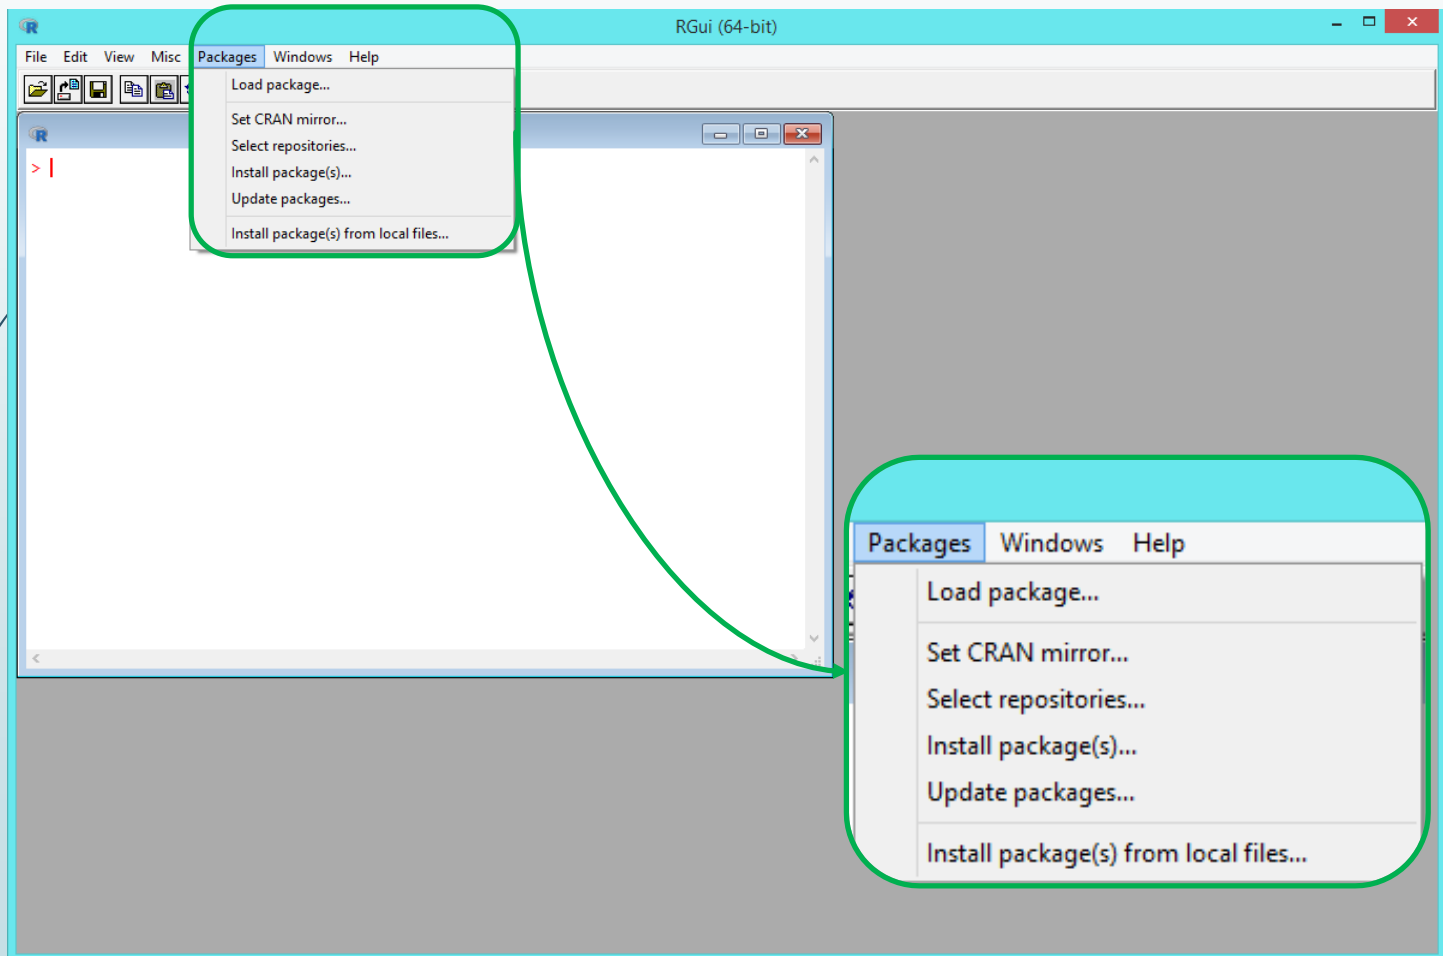 RGui (64-bit)
File Edit View Misc Packages Windows Help
Load package...
Set CRAN mirror...
Select repositories...
Install package(s)...
Update packages...
Install package(s) from local files...
R
>
Packages Windows Help
Load package...
Set CRAN mirror...
Select repositories...
Install package(s)...
Update packages...
Install package(s) from local files...